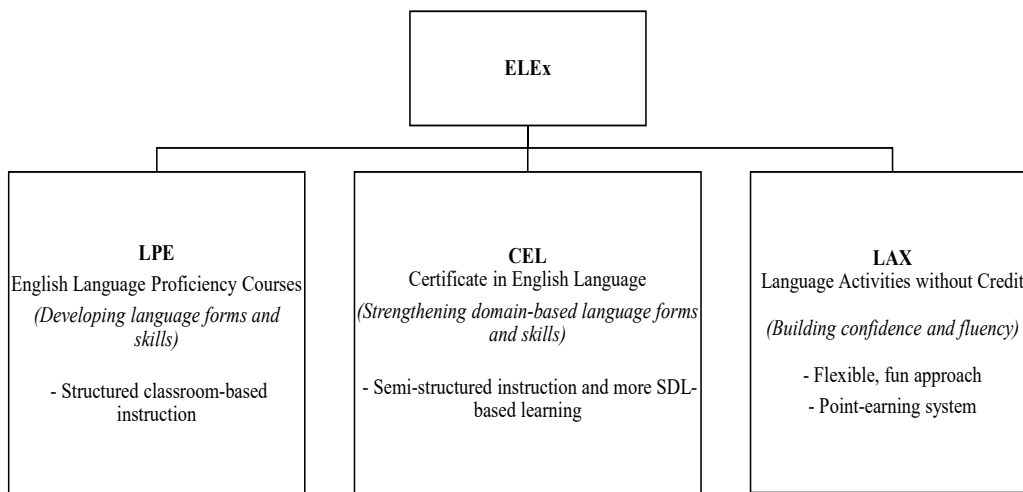 ELEx
LPE
English Language Proficiency Courses
(Developing language forms and
skills)
- Structured classroom-based
instruction
CEL
Certificate in English Language
(Strengthening domain-based language forms
and skills)
- Semi-structured instruction and more SDL-
based learning
LAX
Language Activities without Credit
(Building confidence and fluency)
- Flexible, fun approach
- Point-earning system